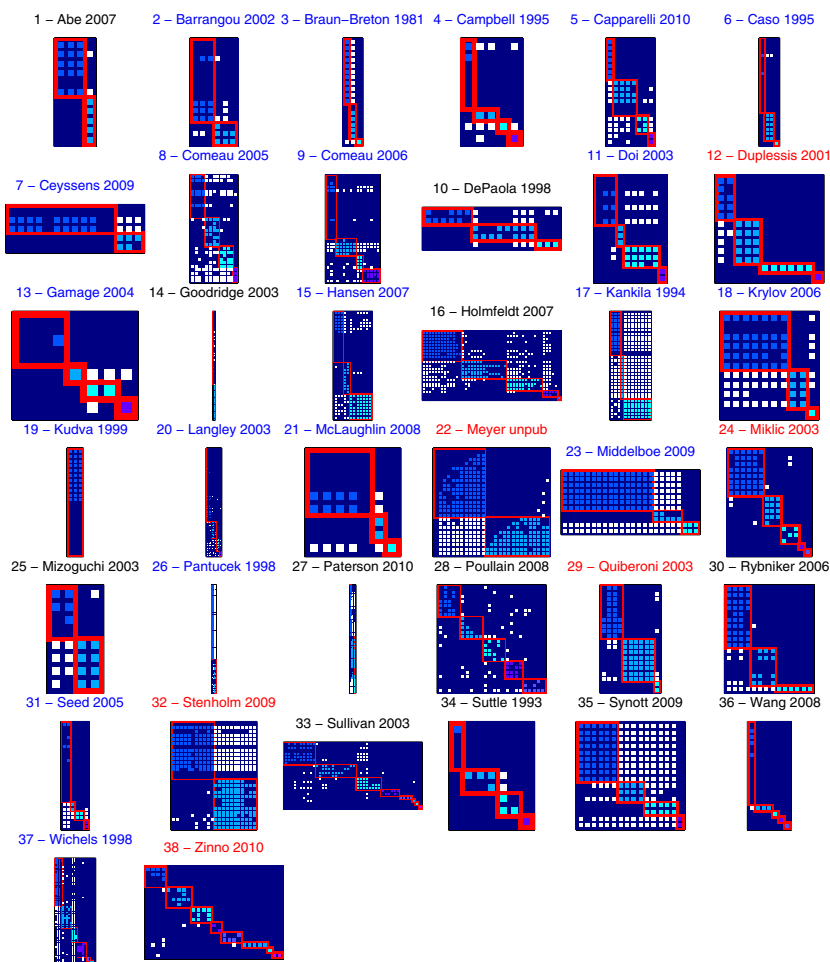 1 − Abe 2007
2 − Barrangou 2002
3 − Braun−Breton 1981
4 − Campbell 1995
5 − Capparelli 2010
6 − Caso 1995
7 − Ceyssens 2009
8 − Comeau 2005
9 − Comeau 2006
10 − DePaola 1998
11 − Doi 2003
12 − Duplessis 2001
13 − Gamage 2004
14 − Goodridge 2003
15 − Hansen 2007
16 − Holmfeldt 2007
17 − Kankila 1994
18 − Krylov 2006
19 − Kudva 1999
20 − Langley 2003
21 − McLaughlin 2008
22 − Meyer unpub
23 − Middelboe 2009
24 − Miklic 2003
25 − Mizoguchi 2003
26 − Pantucek 1998
27 − Paterson 2010
28 − Poullain 2008
29 − Quiberoni 2003
30 − Rybniker 2006
31 − Seed 2005
32 − Stenholm 2009
33 − Sullivan 2003
34 − Suttle 1993
35 − Synott 2009
36 − Wang 2008
37 − Wichels 1998
38 − Zinno 2010